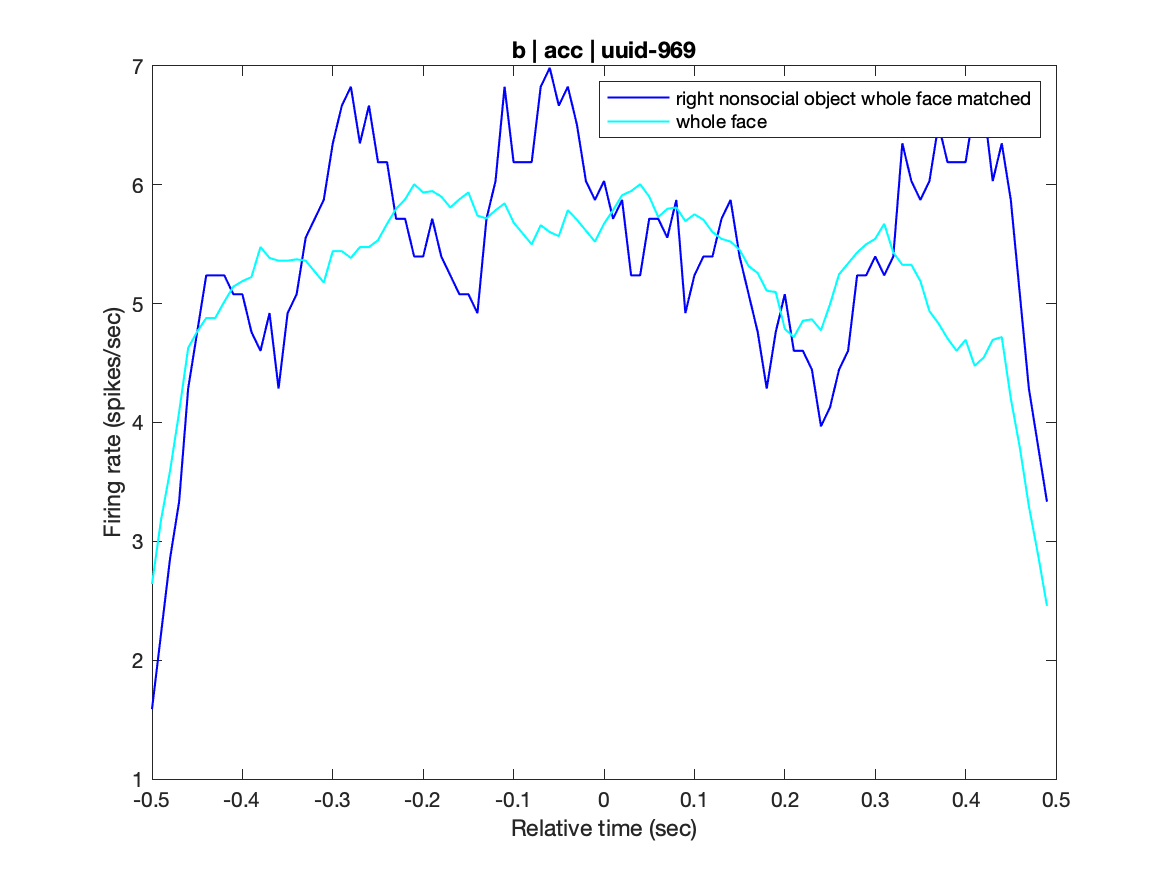 b | acc | uuid-969
7
6
5
4
3
2
1
Firing rate (spikes/sec)
right nonsocial object whole face matched
whole face
-0.5 -0.4 -0.3 -0.2 -0.1 0 0.1 0.2 0.3 0.4 0.5
Relative time (sec)